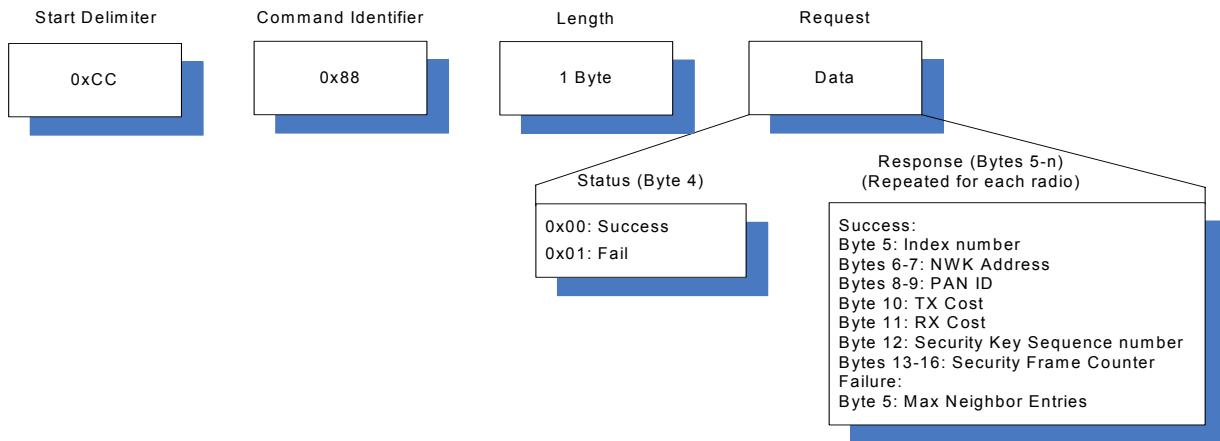 Start Delimiter
Command Identifier
Length
Request
0xCC
0x88
1 Byte
Data
Status (Byte 4)
0x00: Success
0x01: Fail
Response (Bytes 5-n)
(Repeated for each radio)
Success:
Byte 5: Index number
Bytes 6-7: NWK Address
Bytes 8-9: PAN ID
Byte 10: TX Cost
Byte 11: RX Cost
Byte 12: Security Key Sequence number
Bytes 13-16: Security Frame Counter
Failure:
Byte 5: Max Neighbor Entries